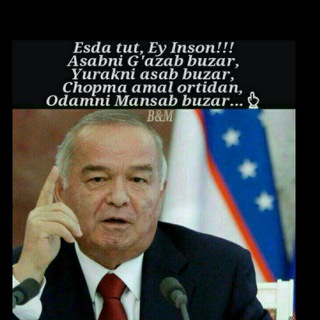 Esda tut, Ey Inson!!!
Asabni G'azab buzar,
Yurakni asab buzar,
Chopma amal ortidan,
Odamni Mansab buzar...👆
B&M